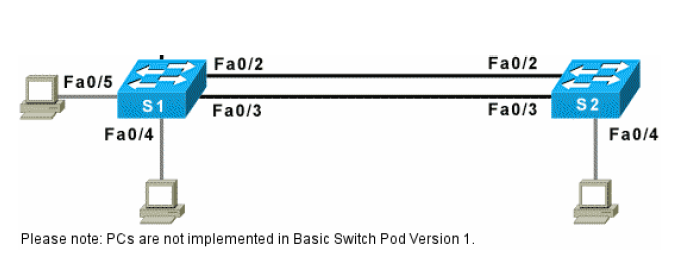 Fa0/2
Fa0/2
Fa0/5
S1
S2
Fa0/3
Fa0/3
Fa0/4
Fa0/4
Please note: PCs are not implemented in Basic Switch Pod Version 1.